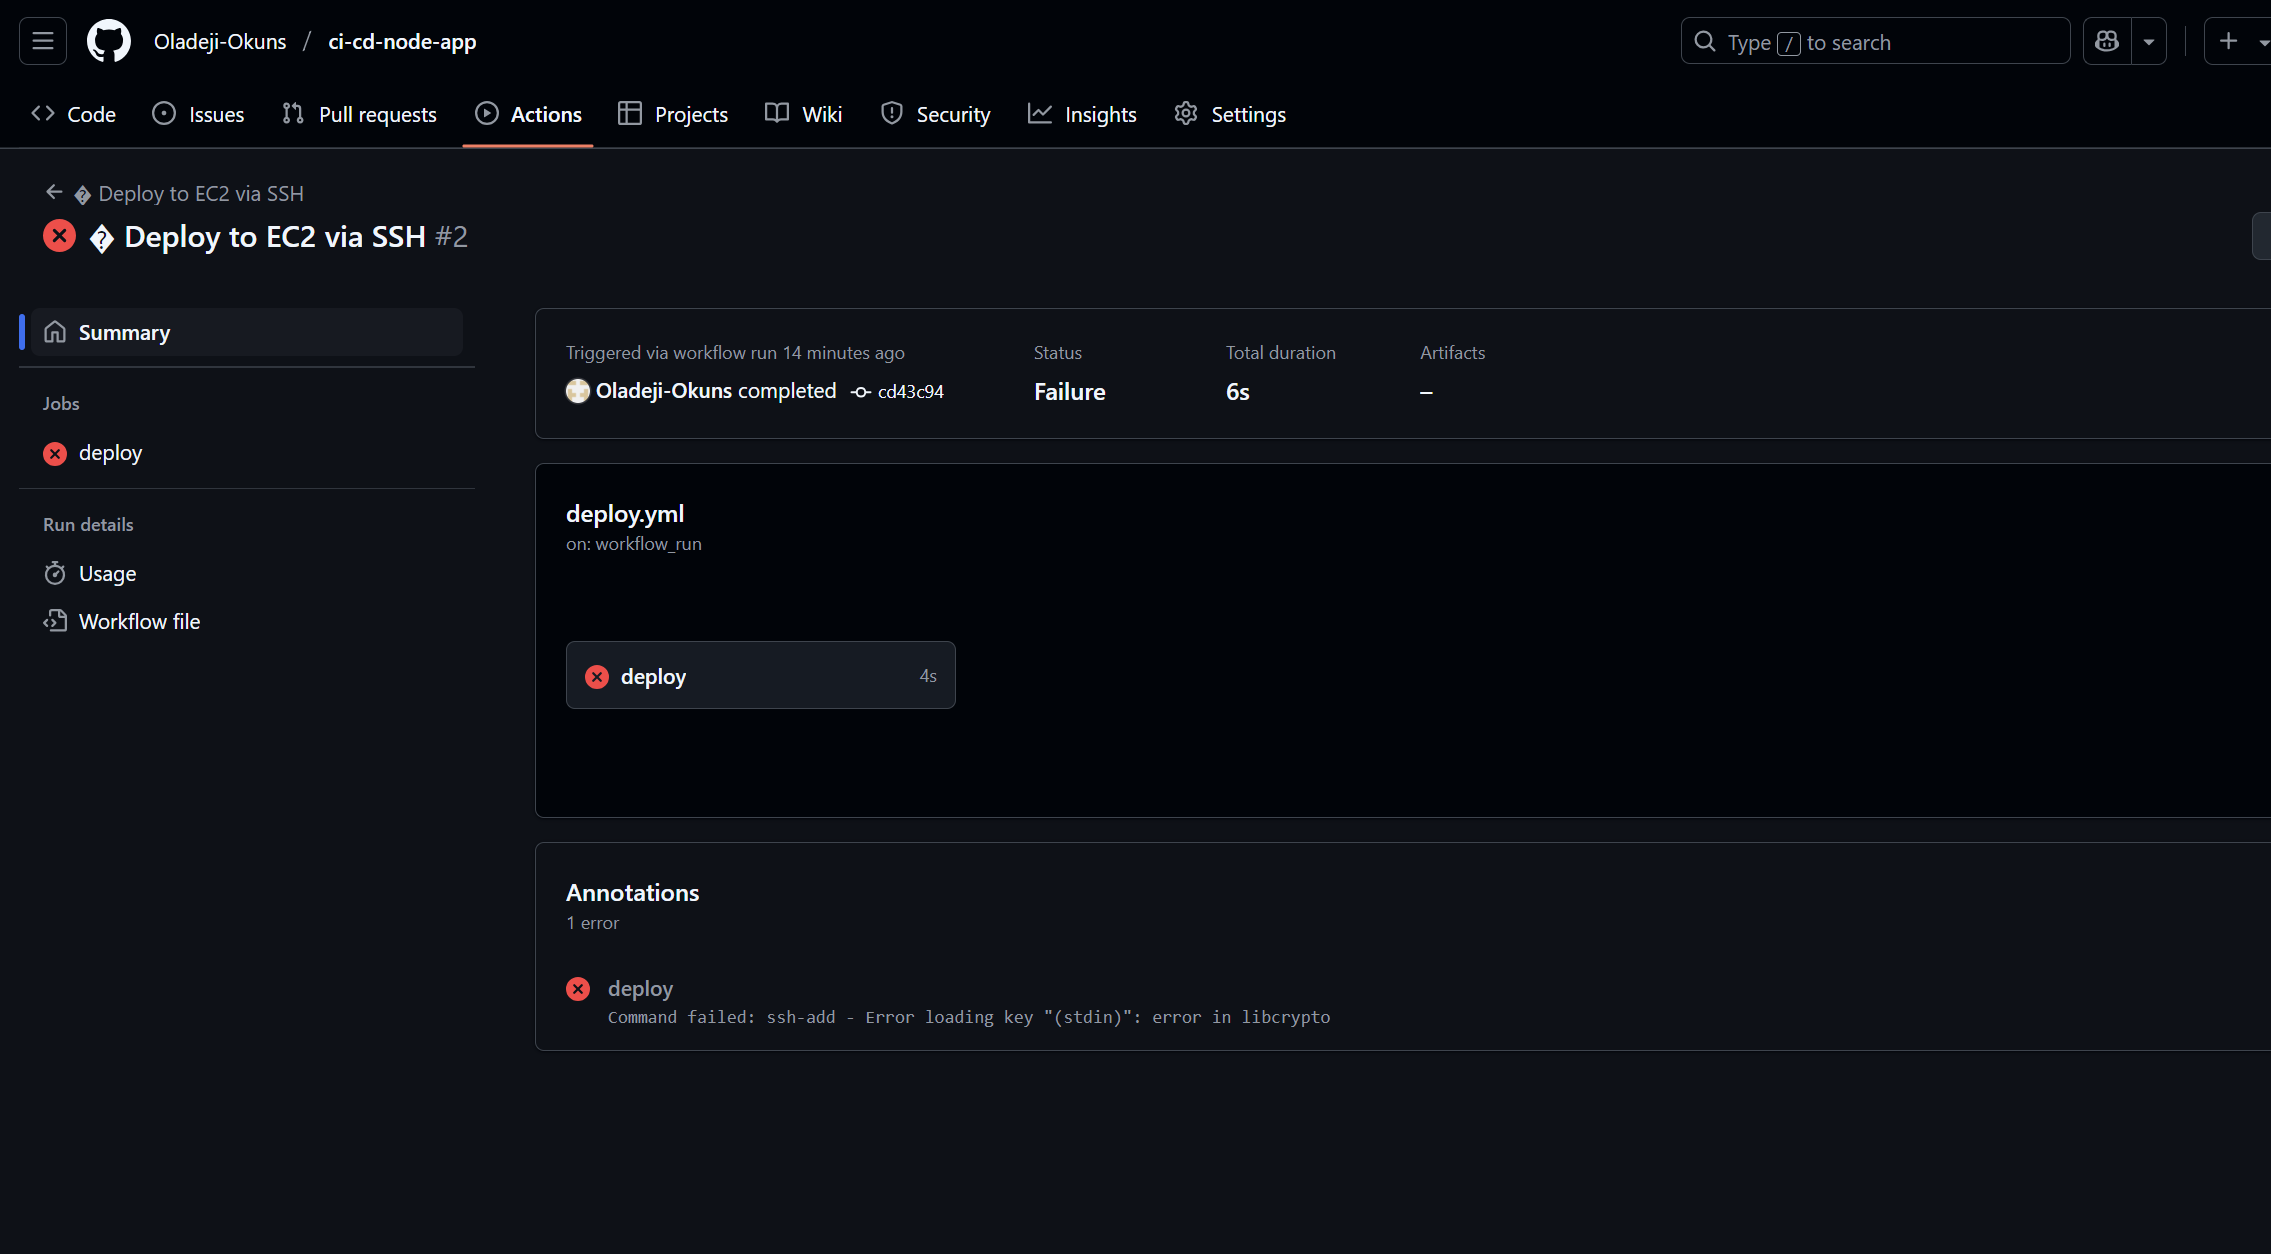 Oladeji-Okuns / ci-cd-node-app
Type / to search
Code Issues Pull requests Actions Projects Wiki Security Insights Settings
← � Deploy to EC2 via SSH
� Deploy to EC2 via SSH #2
Summary
Jobs
deploy
Run details
Usage
Workflow file
Triggered via workflow run 14 minutes ago
Oladeji-Okuns completed cd43c94
Status
Failure
Total duration
6s
Artifacts
–
deploy.yml
on: workflow_run
deploy 4s
Annotations
1 error
deploy
Command failed: ssh-add - Error loading key "(stdin)": error in libcrypto